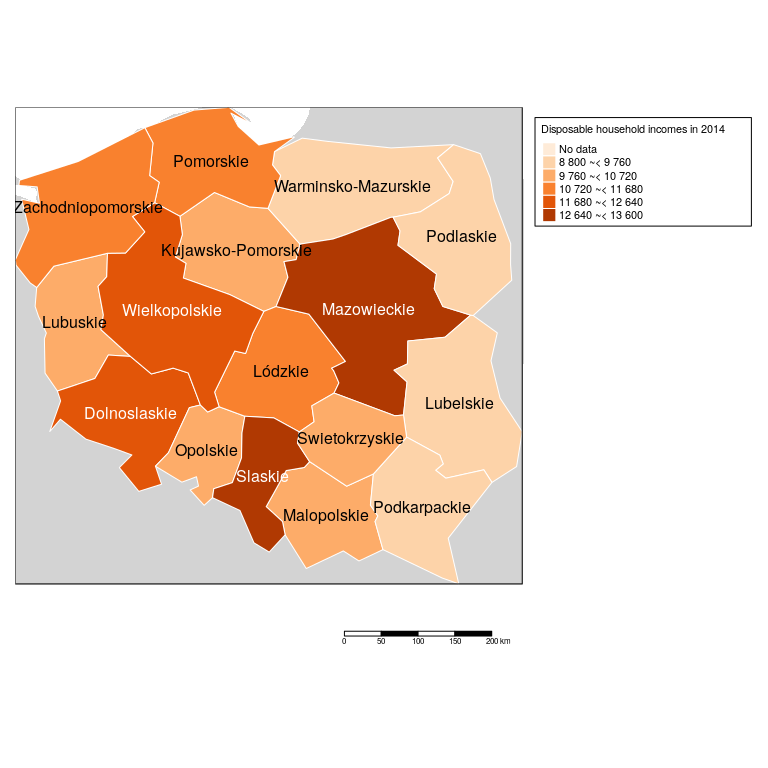 Disposable household incomes in 2014
No data
8 800 ~< 9 760
9 760 ~< 10 720
10 720 ~< 11 680
11 680 ~< 12 640
12 640 ~< 13 600
Pomorskie
Warminsko-Mazurskie
Zachodniopomorskie
Podlaskie
Kujawsko-Pomorskie
Wielkopolskie
Mazowieckie
Lubuskie
Lódzkie
Lubelskie
Dolnoslaskie
Swietokrzyskie
Opolskie
Slaskie
Podkarpackie
Malopolskie
0 50 100 150 200 km